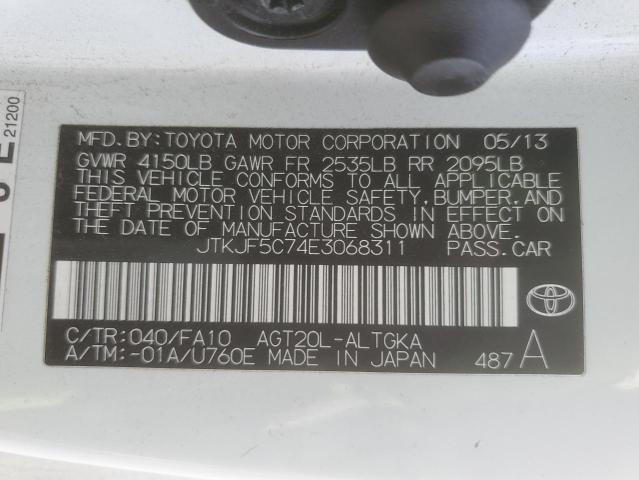 MFD. BY: TOYOTA MOTOR CORPORATION 05/13
GVWR 4150LB GAWR FR 2535LB RR 2095LB
THIS VEHICLE CONFORMS TO ALL APPLICABLE
FEDERAL MOTOR VEHICLE SAFETY, BUMPER, AND
THEFT PREVENTION STANDARDS IN EFFECT ON
THE DATE OF MANUFACTURE SHOWN ABOVE.
JTKJF5C74E3068311 PASS. CAR
C/TR: 040/FA10 AGT20L-ALTGKA
A/TM: -01A/U760E MADE IN JAPAN 487 A
21200